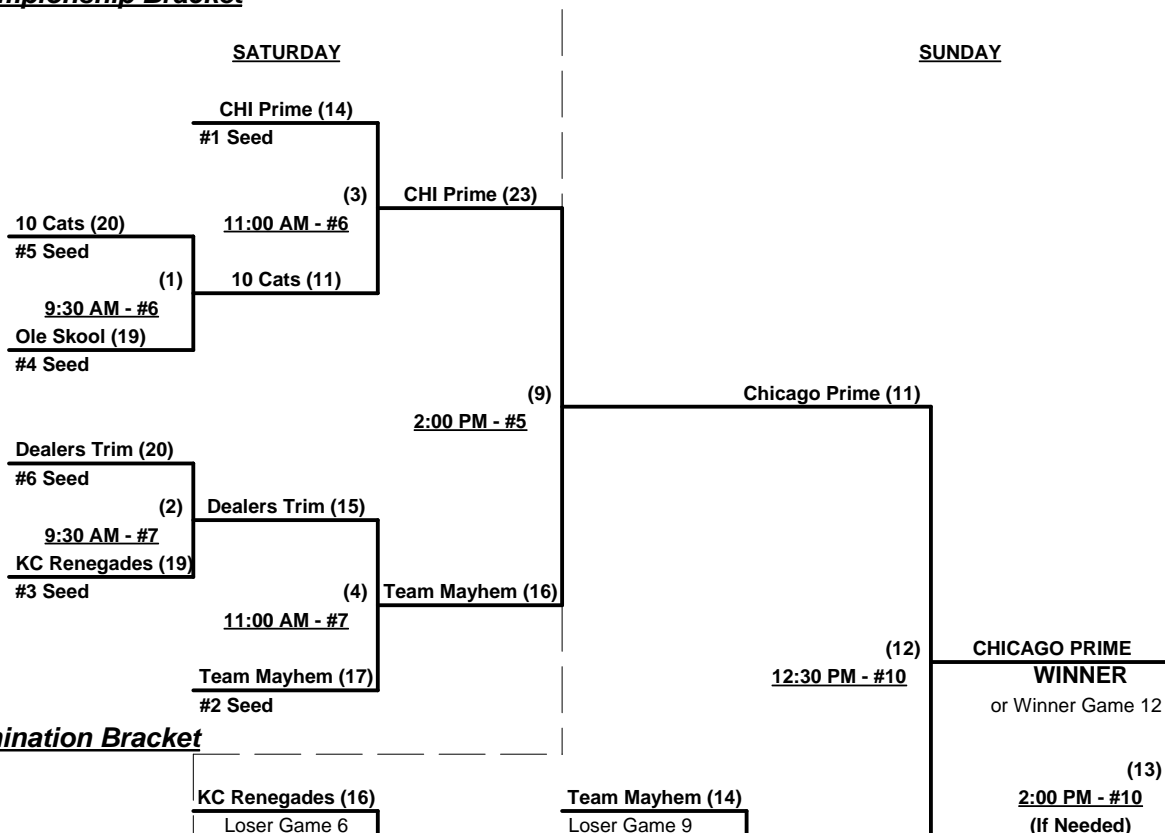 SATURDAY
SUNDAY
CHI Prime (14)
#1 Seed
(3)
CHI Prime (23)
11:00 AM - #6
10 Cats (20)
#5 Seed
(1)
10 Cats (11)
9:30 AM - #6
Ole Skool (19)
#4 Seed
(9)
Chicago Prime (11)
2:00 PM - #5
Dealers Trim (20)
#6 Seed
(2)
Dealers Trim (15)
9:30 AM - #7
KC Renegades (19)
#3 Seed
(4)
Team Mayhem (16)
11:00 AM - #7
(12)
CHICAGO PRIME
Team Mayhem (17)
12:30 PM - #10
WINNER
#2 Seed
or Winner Game 12
Bracket
(13)
KC Renegades (16)
Team Mayhem (14)
2:00 PM - #10
Loser Game 6
Loser Game 9
(If Needed)